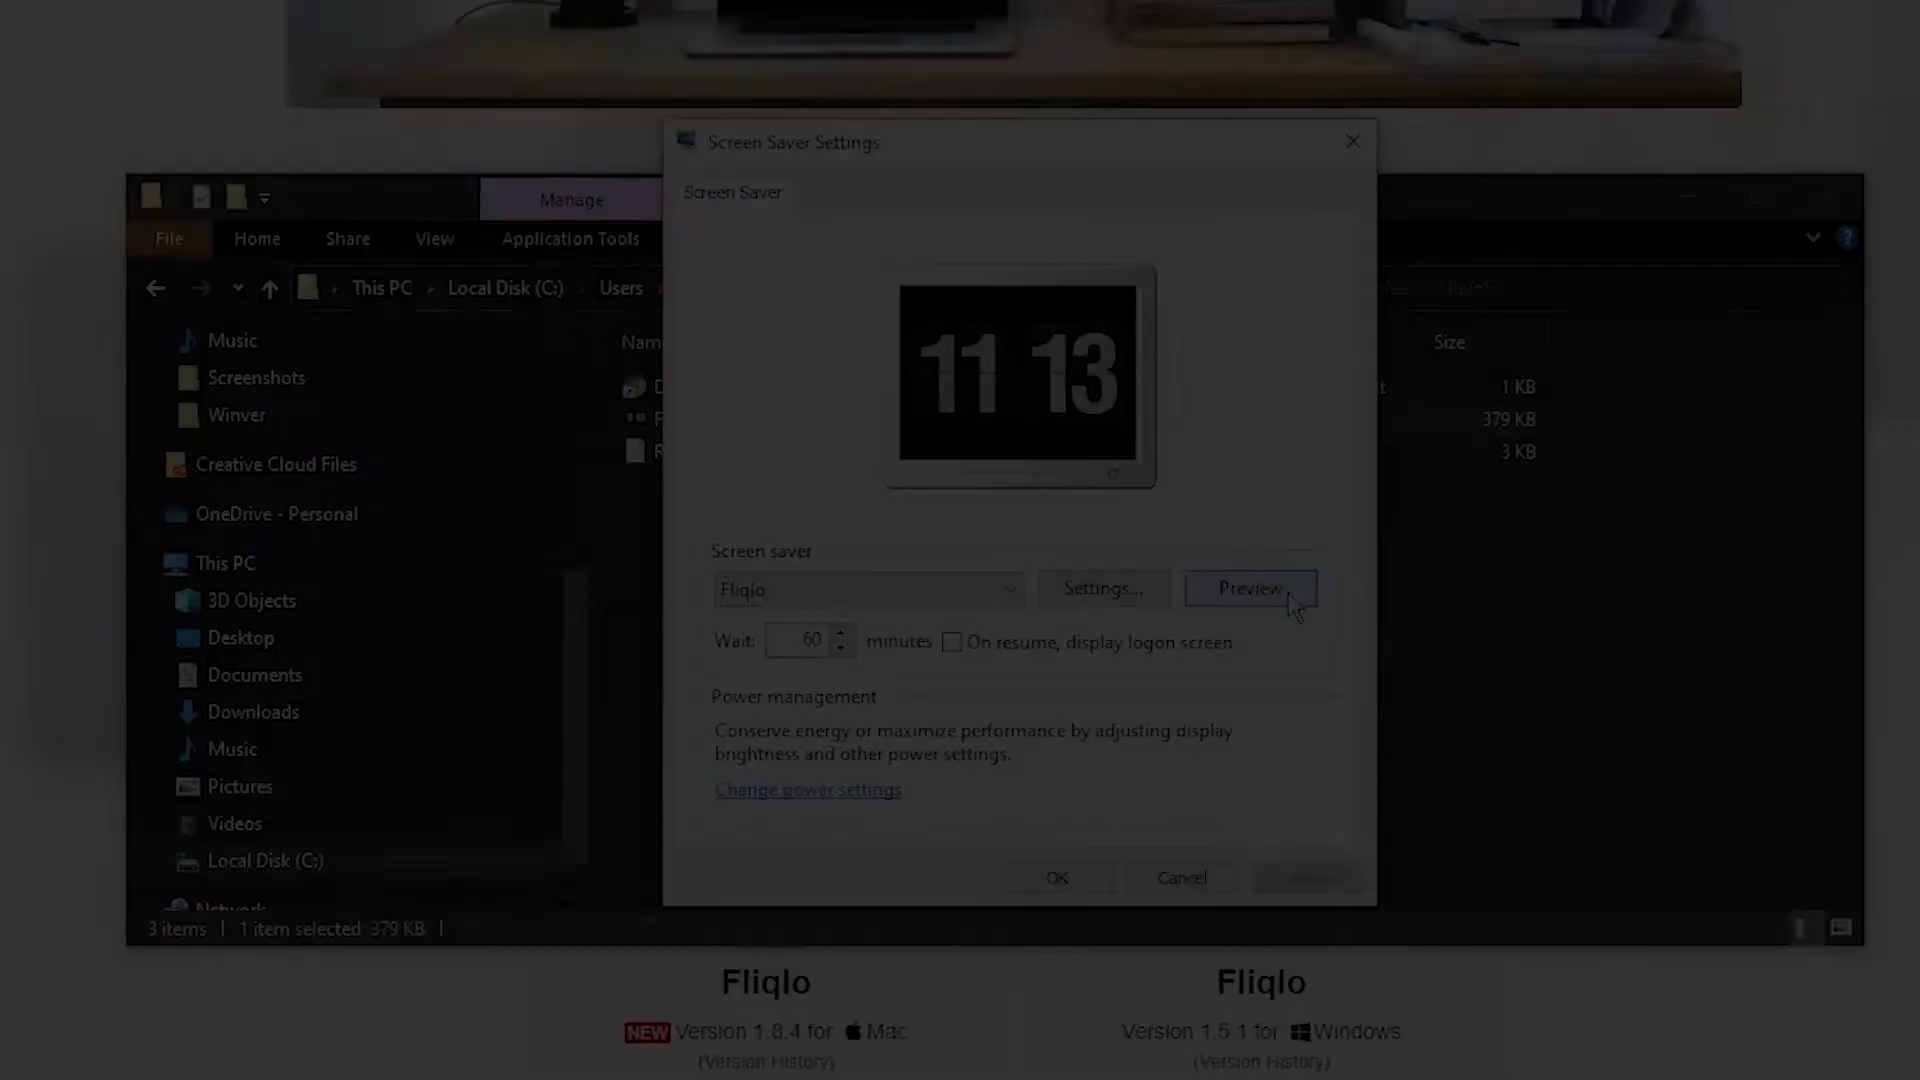 Screen Saver Settings
Screen Saver
Manage
File
Home
Share
View
Application Tools
This PC
Local Disk (C:)
Users
11 13
Music
Screenshots
Winver
Creative Cloud Files
OneDrive - Personal
This PC
3D Objects
Desktop
Documents
Downloads
Music
Pictures
Videos
Local Disk (C:)
Network
3 items
1 item selected 379 KB
Size
1 KB
379 KB
3 KB
Screen saver
Fliqlo
Settings...
Preview
Wait: 60 minutes
On resume, display logon screen
Power management
Conserve energy or maximize performance by adjusting display
brightness and other power settings.
Change power settings
OK
Cancel
Fliqlo
NEW Version 1.8.4 for Mac
(Version History)
Fliqlo
Version 1.5.1 for Windows
(Version History)